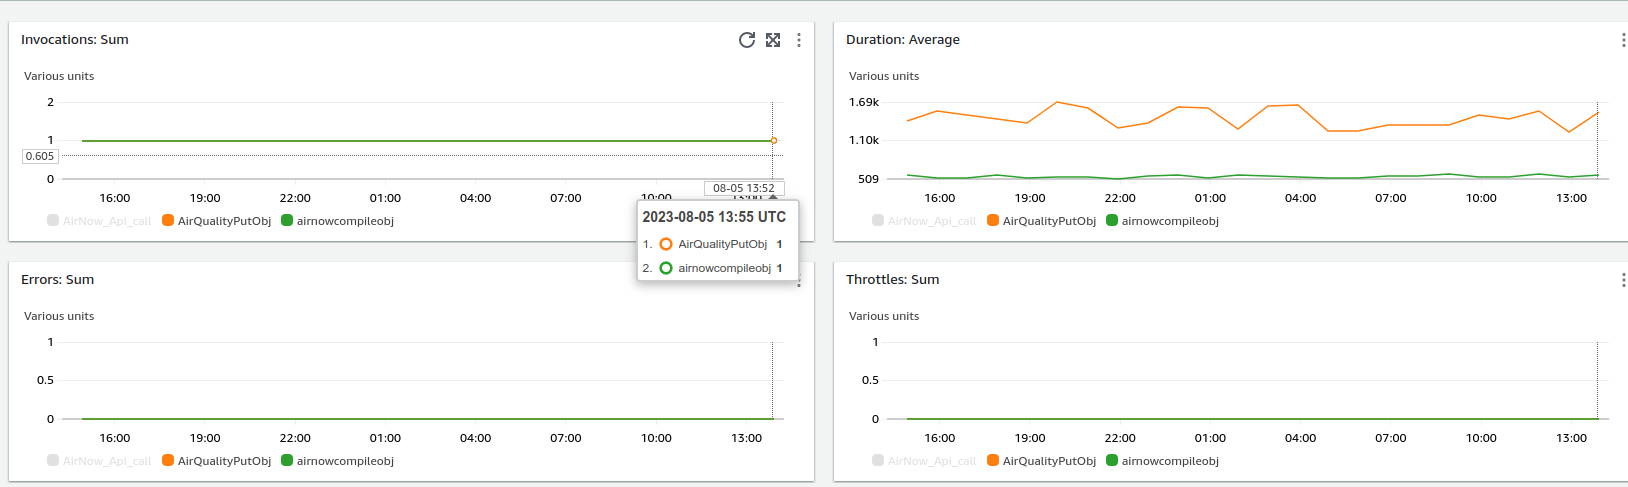 Invocations: Sum
Various units
2
1
0.605
0
08-05 13:52
16:00 19:00 22:00 01:00 04:00 07:00 10:00 13:00
AirNow_Api_call AirQualityPutObj airnowcompileobj
2023-08-05 13:55 UTC
1. AirQualityPutObj 1
2. airnowcompileobj 1
Duration: Average
Various units
1.69k
1.10k
509
16:00 19:00 22:00 01:00 04:00 07:00 10:00 13:00
AirNow_Api_call AirQualityPutObj airnowcompileobj
Errors: Sum
Various units
1
0.5
0
16:00 19:00 22:00 01:00 04:00 07:00 10:00 13:00
AirNow_Api_call AirQualityPutObj airnowcompileobj
Throttles: Sum
Various units
1
0.5
0
16:00 19:00 22:00 01:00 04:00 07:00 10:00 13:00
AirNow_Api_call AirQualityPutObj airnowcompileobj